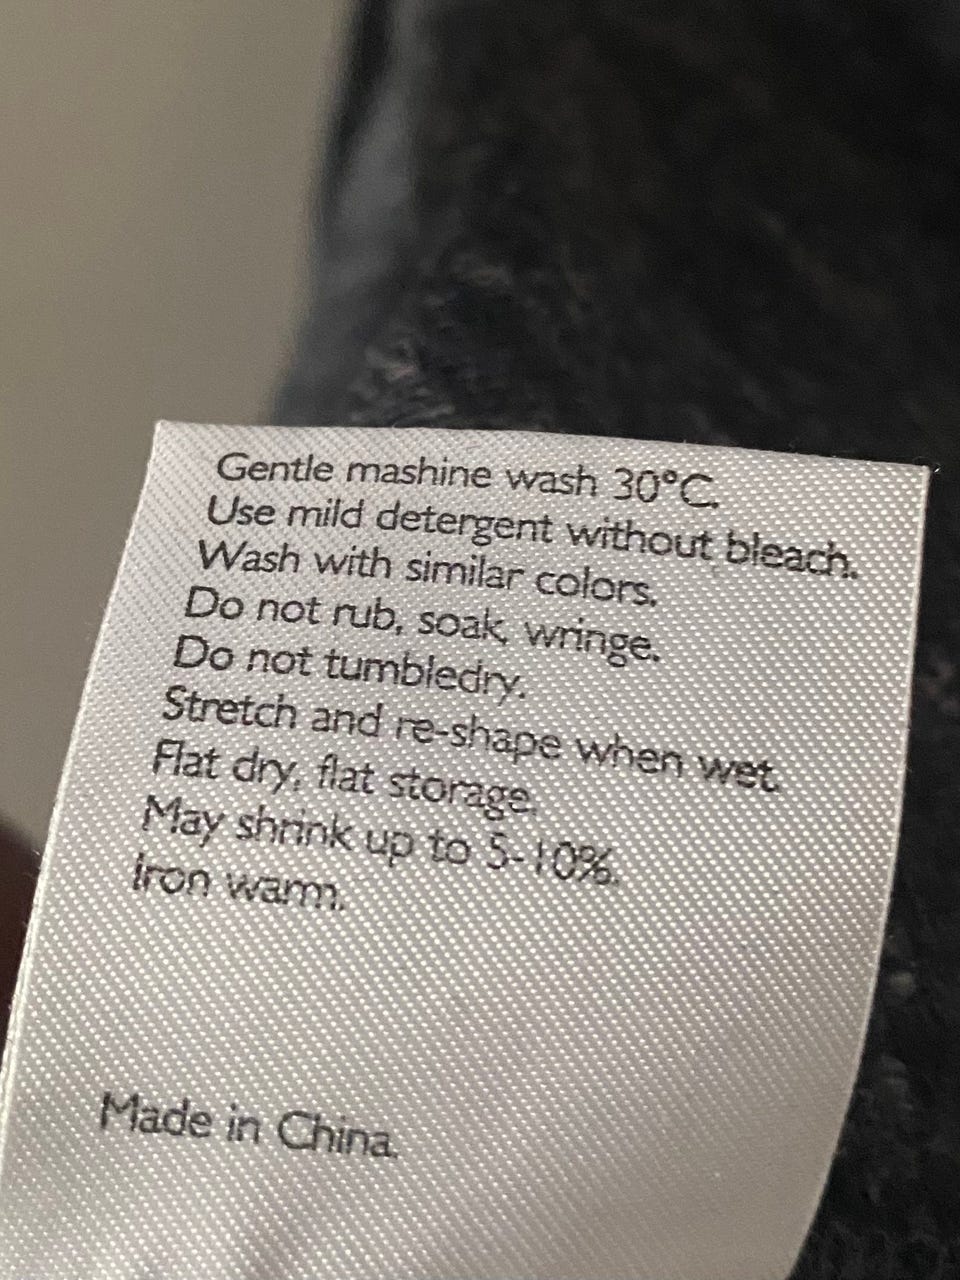 Gentle mashine wash 30°C.
Use mild detergent without bleach.
Wash with similar colors.
Do not rub, soak, wringe.
Do not tumbledry.
Stretch and re-shape when wet.
Flat dry, flat storage.
May shrink up to 5-10%.
Iron warm.
Made in China.